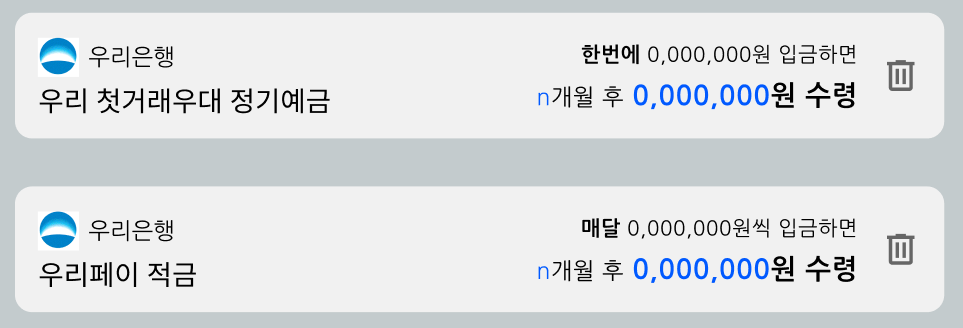 우리은행
우리 첫거래우대 정기예금
한번에 0,000,000원 입금하면
n개월 후 0,000,000원 수령
우리은행
우리페이 적금
매달 0,000,000원씩 입금하면
n개월 후 0,000,000원 수령